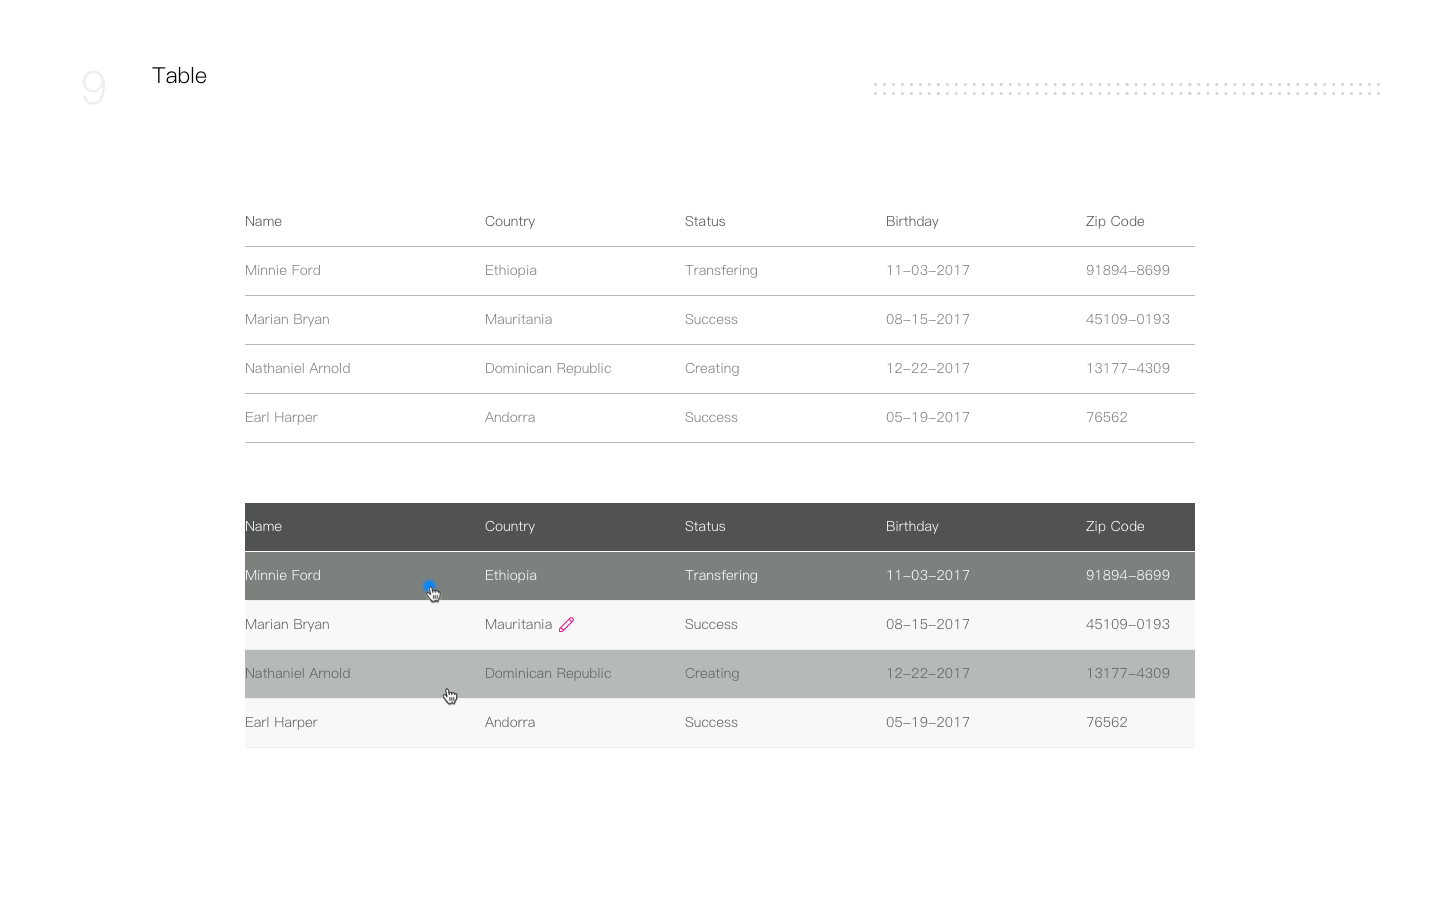 9
Table
Name Country Status Birthday Zip Code
Minnie Ford Ethiopia Transfering 11-03-2017 91894-8699
Marian Bryan Mauritania Success 08-15-2017 45109-0193
Nathaniel Arnold Dominican Republic Creating 12-22-2017 13177-4309
Earl Harper Andorra Success 05-19-2017 76562
Name Country Status Birthday Zip Code
Minnie Ford Ethiopia Transfering 11-03-2017 91894-8699
Marian Bryan Mauritania Success 08-15-2017 45109-0193
Nathaniel Arnold Dominican Republic Creating 12-22-2017 13177-4309
Earl Harper Andorra Success 05-19-2017 76562